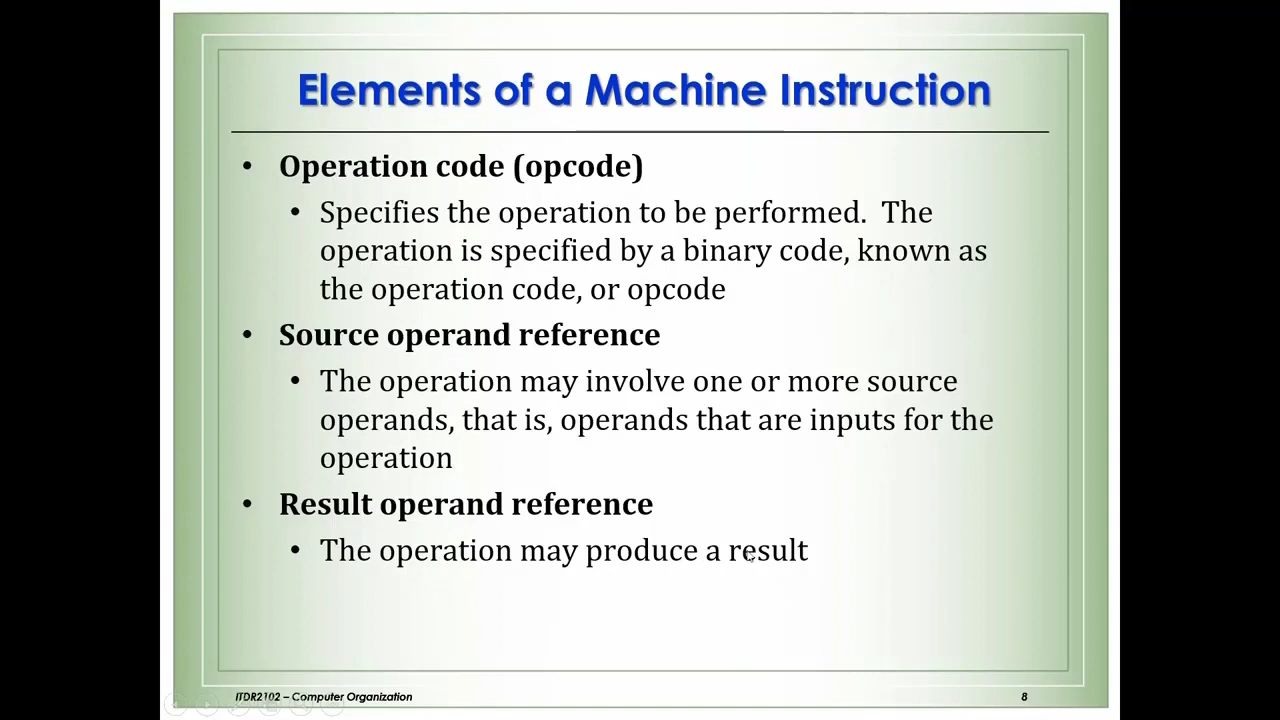 Elements of a Machine Instruction
• Operation code (opcode)
• Specifies the operation to be performed.  The
operation is specified by a binary code, known as
the operation code, or opcode
• Source operand reference
• The operation may involve one or more source
operands, that is, operands that are inputs for the
operation
• Result operand reference
• The operation may produce a result
ITDR2102 – Computer Organization
8